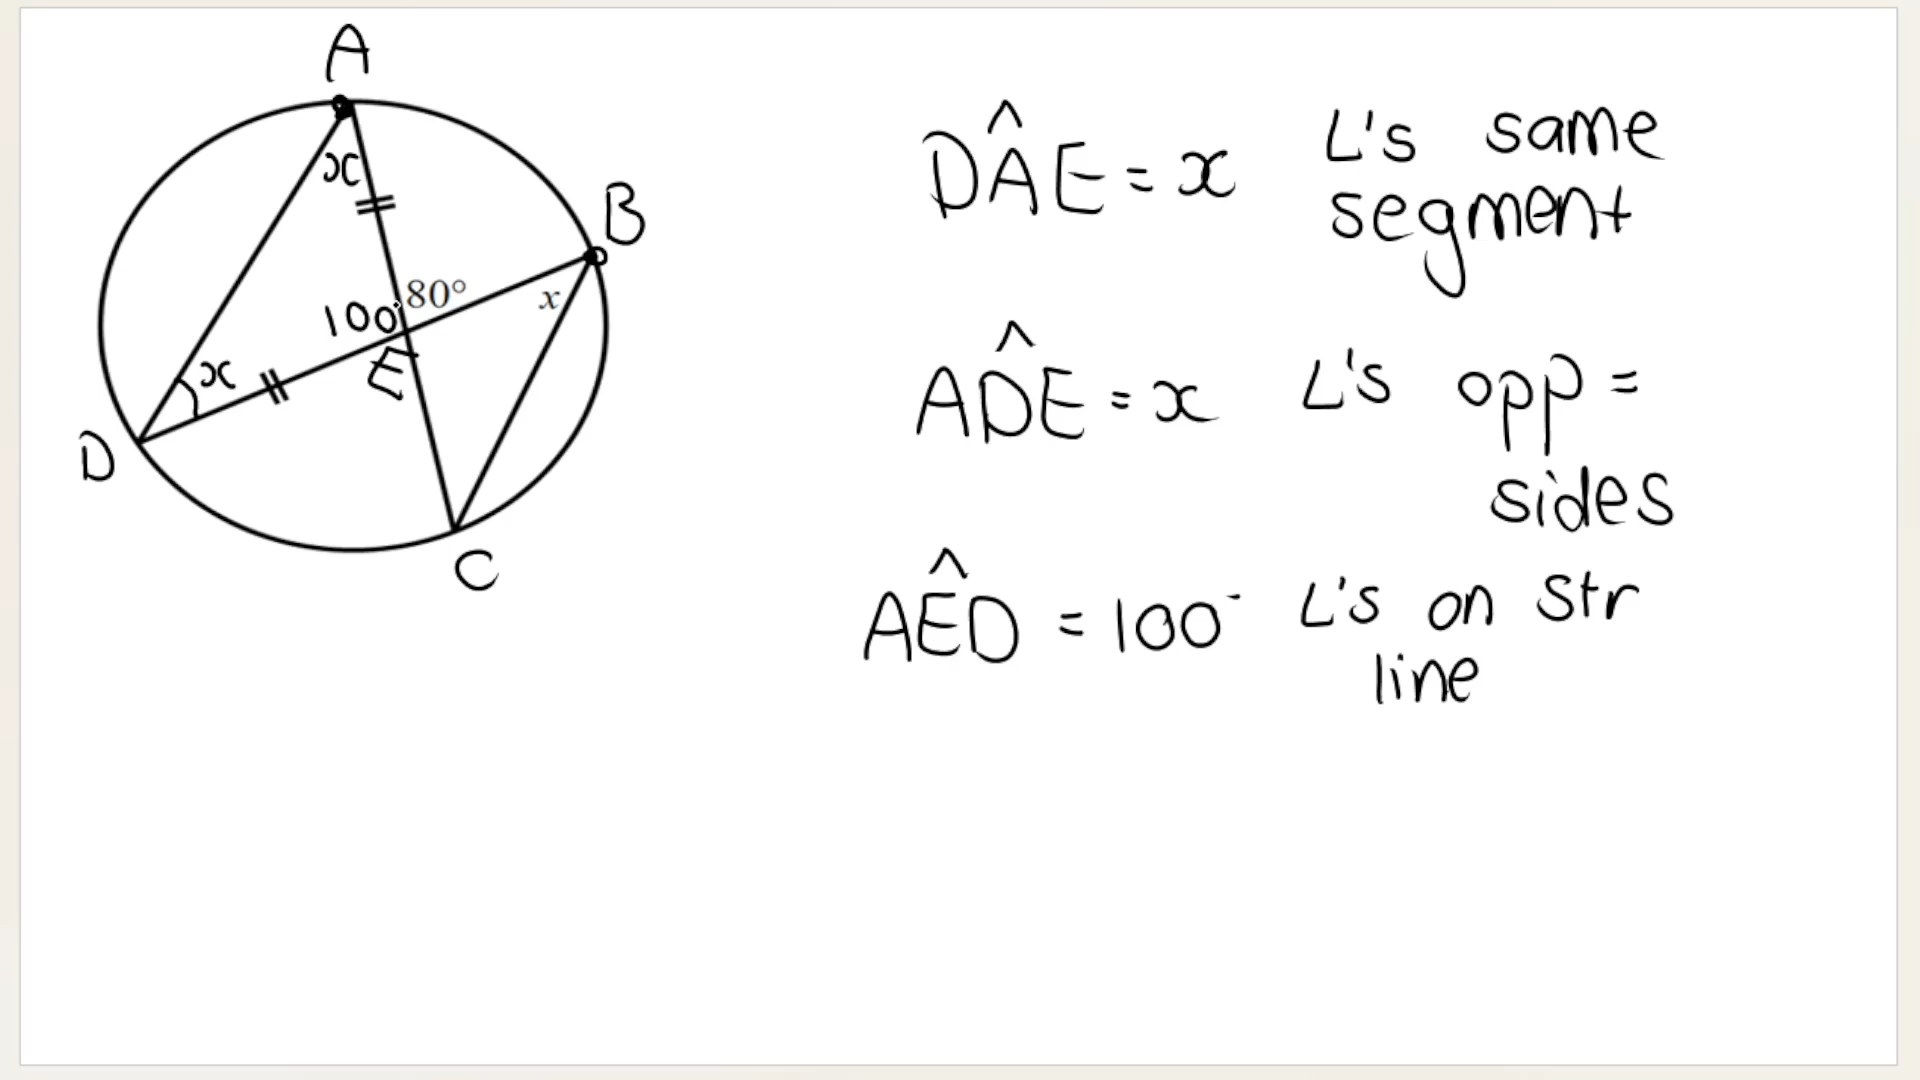 A
x
B
80°
x
100°
E
x
D
C
DÂE = x L's same
segment
AD̂E = x L's opp =
sides
AÊD = 100° L's on str
line